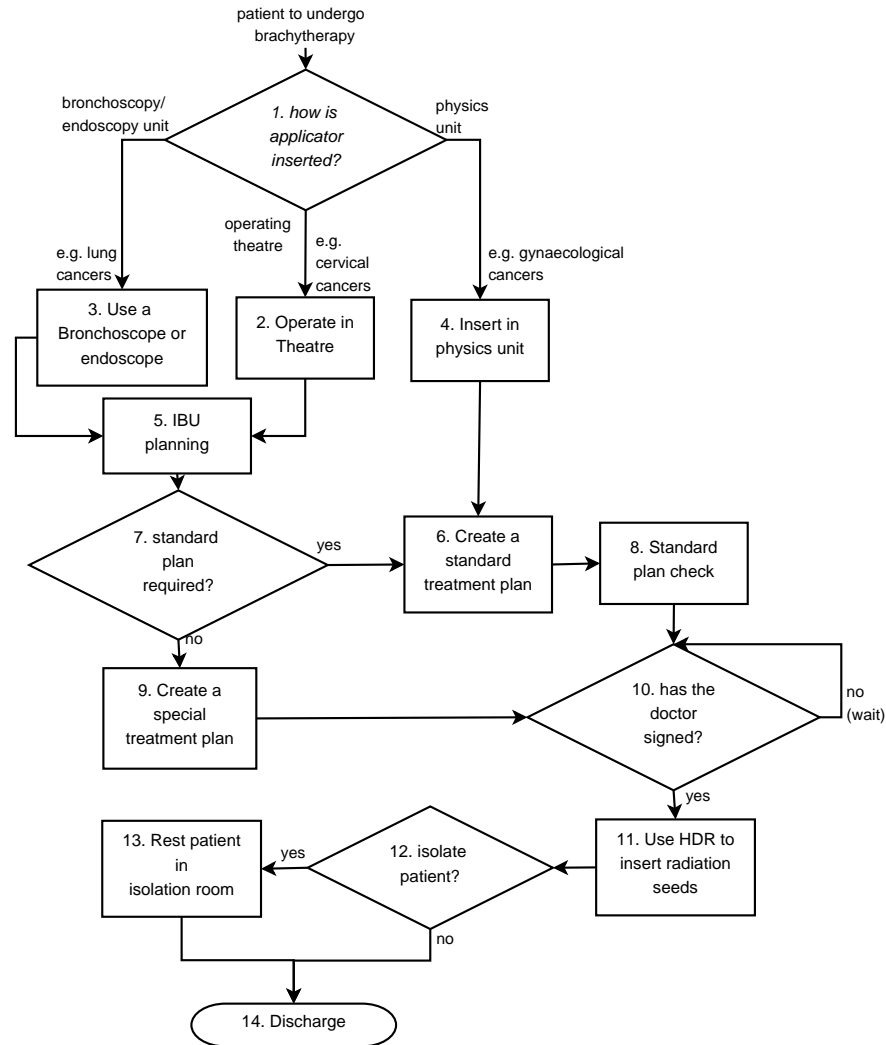 patient to undergo
brachytherapy
bronchoscopy/
endoscopy unit
1. how is
applicator
inserted?
physics
unit
operating
theatre
e.g.
cervical
cancers
e.g. lung
cancers
e.g. gynaecological
cancers
3. Use a
Bronchoscope or
endoscope
2. Operate in
Theatre
4. Insert in
physics unit
5. IBU
planning
7. standard
plan
required?
yes
6. Create a
standard
treatment plan
8. Standard
plan check
no
9. Create a
special
treatment plan
10. has the
doctor
signed?
no
(wait)
yes
13. Rest patient
in
isolation room
yes
12. isolate
patient?
11. Use HDR to
insert radiation
seeds
no
14. Discharge